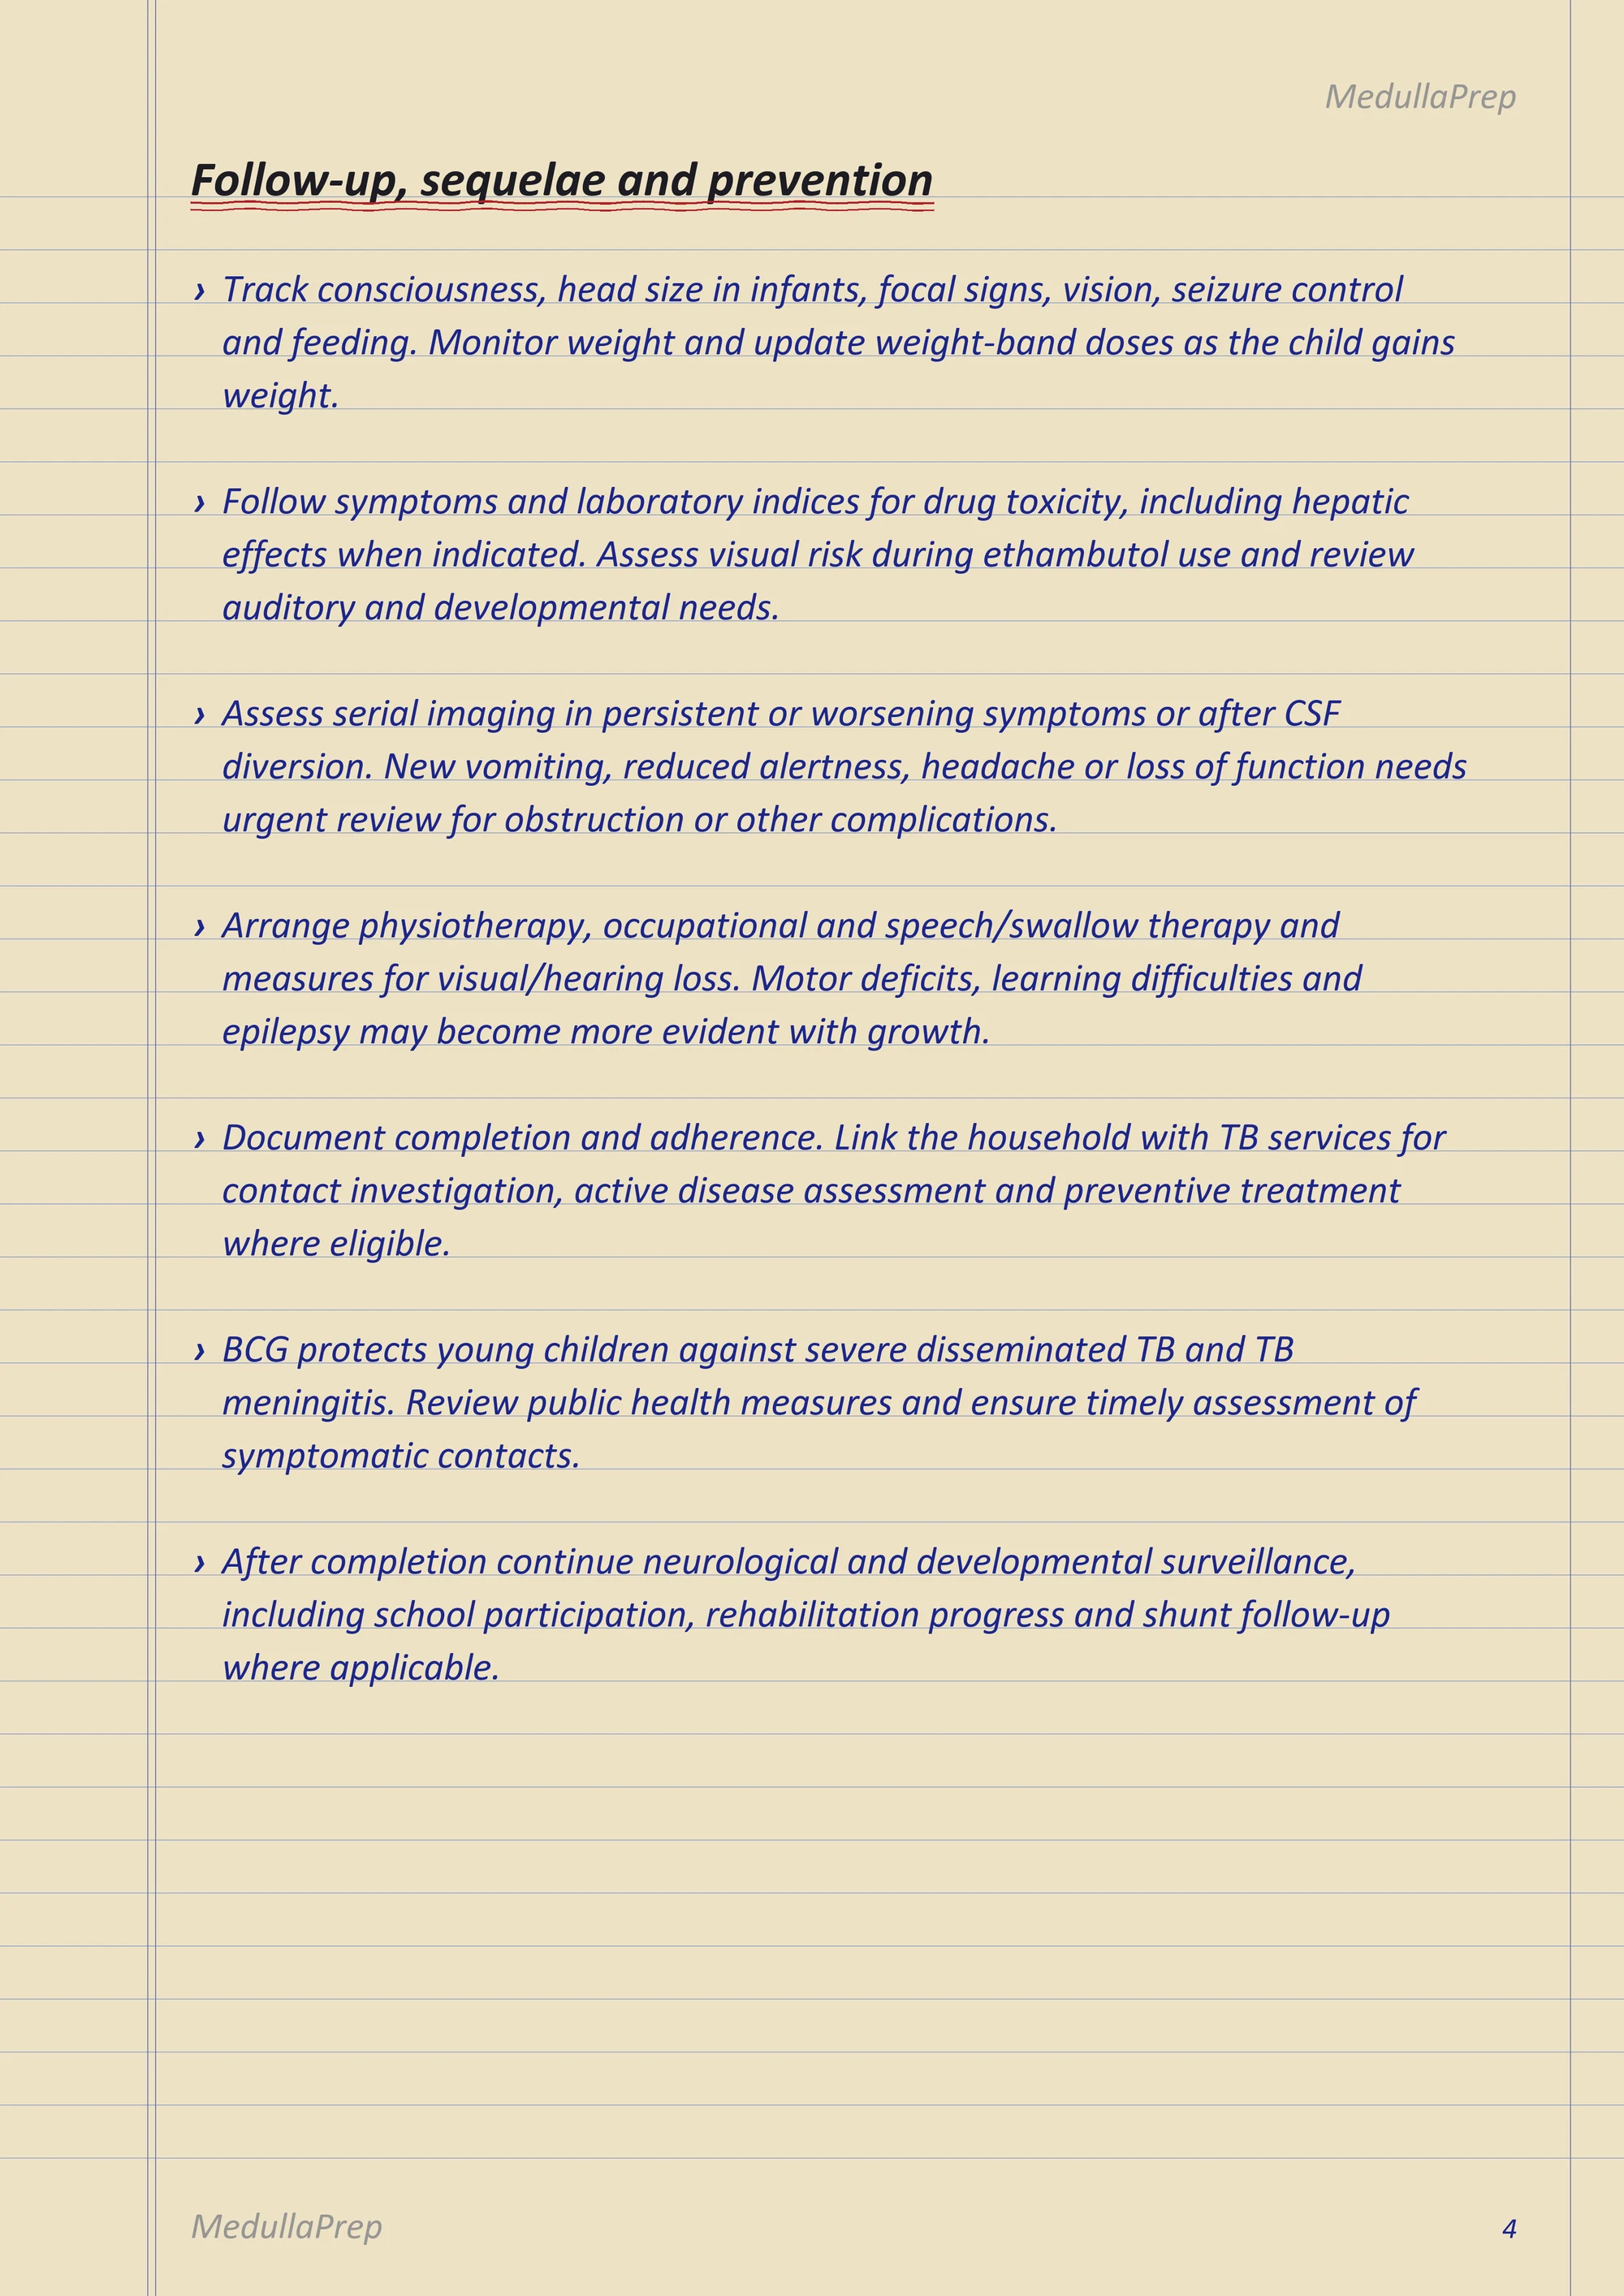 MedullaPrep
Follow-up, sequelae and prevention
› Track consciousness, head size in infants, focal signs, vision, seizure control
and feeding. Monitor weight and update weight-band doses as the child gains
weight.
› Follow symptoms and laboratory indices for drug toxicity, including hepatic
effects when indicated. Assess visual risk during ethambutol use and review
auditory and developmental needs.
› Assess serial imaging in persistent or worsening symptoms or after CSF
diversion. New vomiting, reduced alertness, headache or loss of function needs
urgent review for obstruction or other complications.
› Arrange physiotherapy, occupational and speech/swallow therapy and
measures for visual/hearing loss. Motor deficits, learning difficulties and
epilepsy may become more evident with growth.
› Document completion and adherence. Link the household with TB services for
contact investigation, active disease assessment and preventive treatment
where eligible.
› BCG protects young children against severe disseminated TB and TB
meningitis. Review public health measures and ensure timely assessment of
symptomatic contacts.
› After completion continue neurological and developmental surveillance,
including school participation, rehabilitation progress and shunt follow-up
where applicable.
MedullaPrep
4